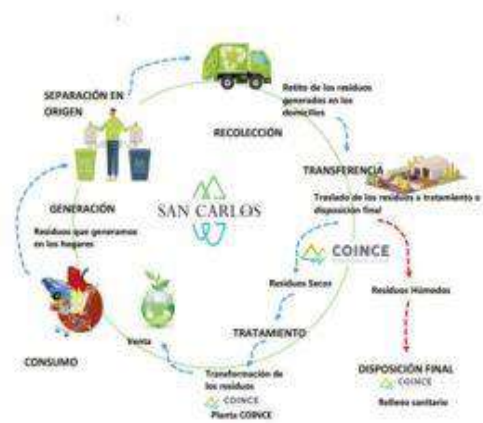 SEPARACIÓN EN
ORIGEN
Retito de los residuos
generados en los
domicilios
RECOLECCIÓN
TRANSFERENCIA
Traslado de los residuos a tratamiento o
disposición final
GENERACIÓN
Residuos que generamos
en los hogares
SAN CARLOS
COINCE
Residuos Secos
Residuos Húmedos
CONSUMO
Venta
TRATAMIENTO
Transformación de
los residuos
COINCE
Planta COINCE
DISPOSICIÓN FINAL
COINCE
Relleno sanitario